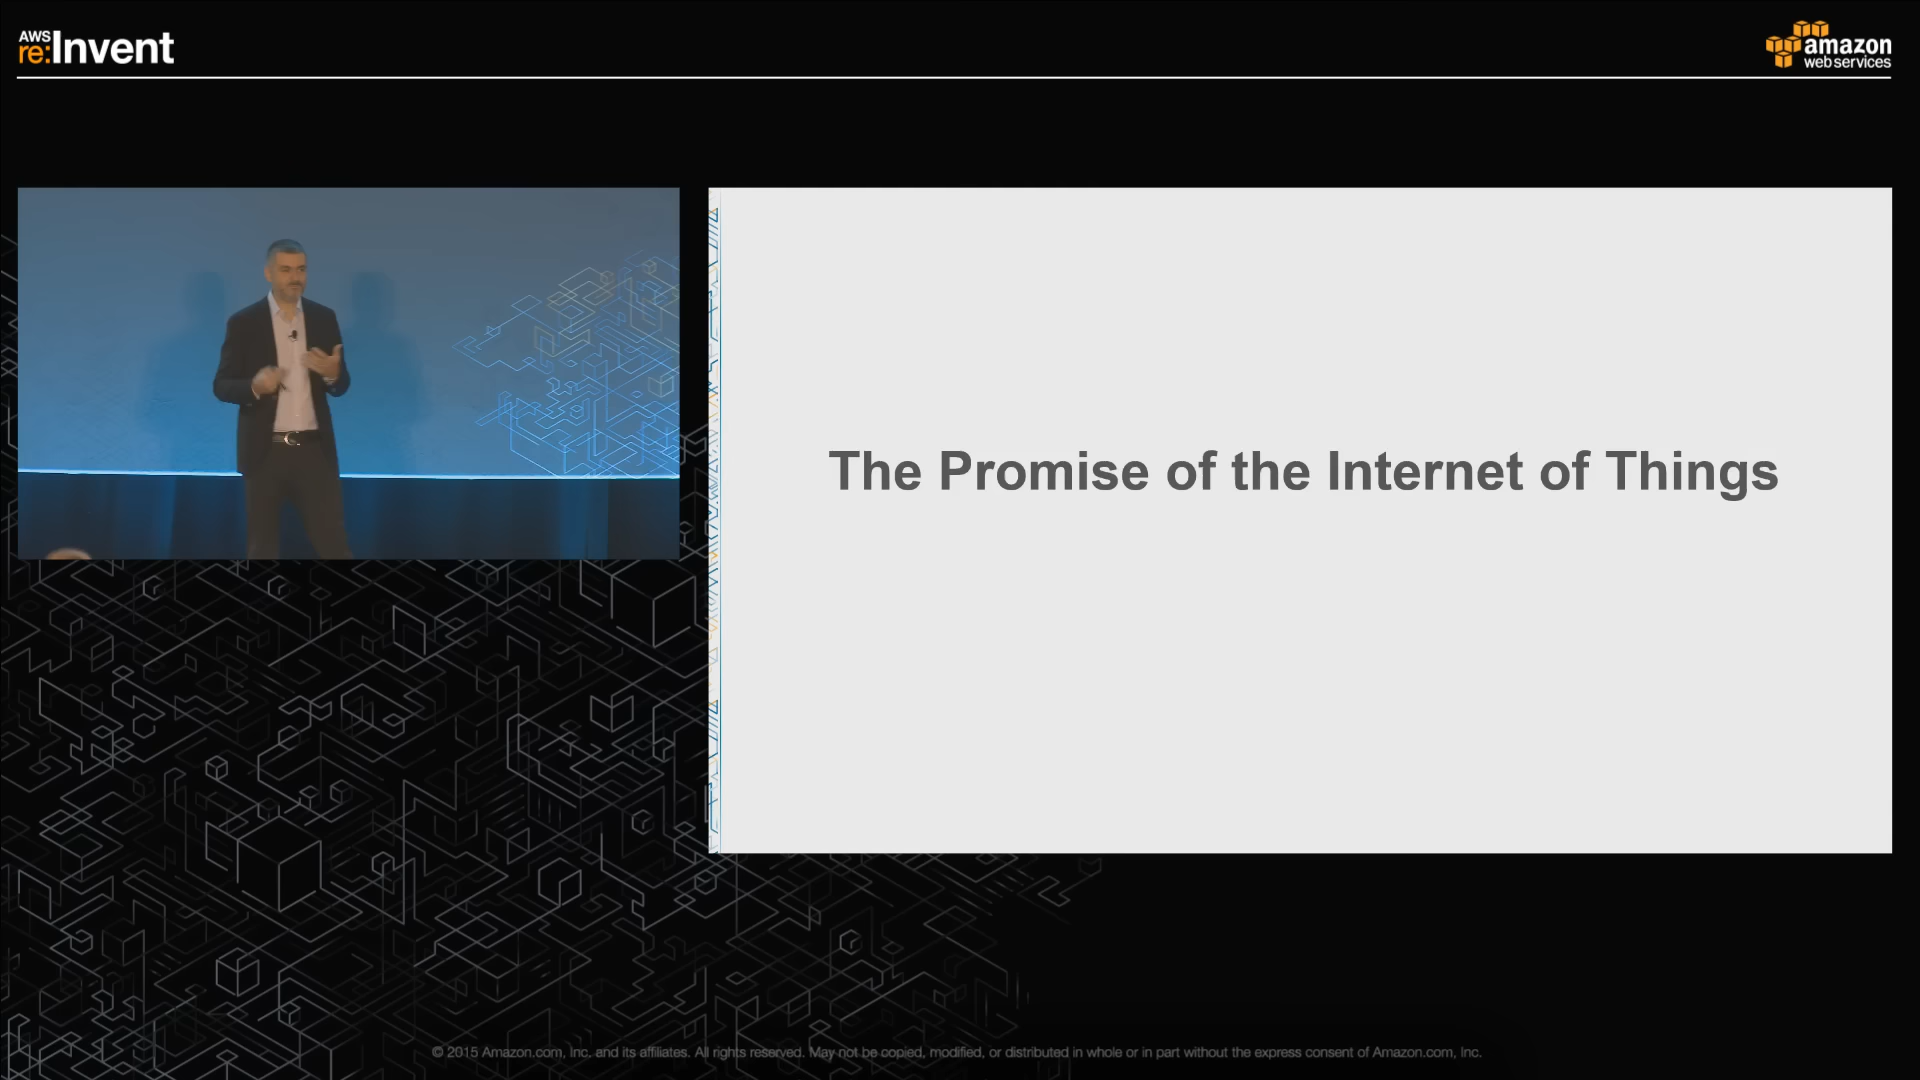 AWS
re:Invent
amazon
webservices
The Promise of the Internet of Things
© 2015 Amazon.com, Inc. and its affiliates. All rights reserved. May not be copied, modified, or distributed in whole or in part without the express consent of Amazon.com, Inc.